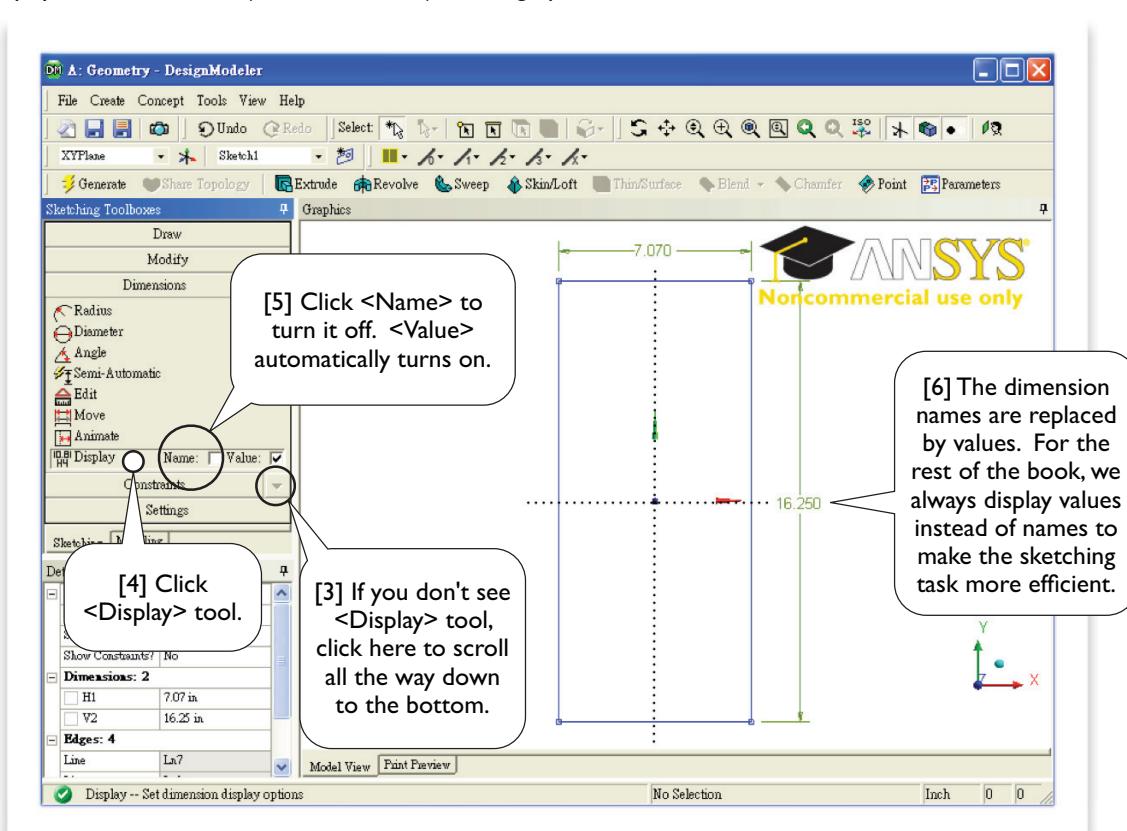 A: Geometry - DesignModeler
File Create Concept Tools View Help
Undo Redo Select: ISO
XYPlane Sketch1
Generate Share Topology Extrude Revolve Sweep Skin/Loft Thin/Surface Blend Chamfer Point Parameters
Sketching Toolboxes
Draw
Modify
Dimensions
Radius
Diameter
Angle
Semi-Automatic
Edit
Move
Animate
Display Name: Value:
Constraints
Settings
[5] Click <Name> to
turn it off. <Value>
automatically turns on.
[4] Click
<Display> tool.
[3] If you don't see
<Display> tool,
click here to scroll
all the way down
to the bottom.
Show Constraints? No
Dimensions: 2
H1 7.07 in
V2 16.25 in
Edges: 4
Line Ln7
Graphics
7.070
ANSYS
Noncommercial use only
16.250
[6] The dimension
names are replaced
by values. For the
rest of the book, we
always display values
instead of names to
make the sketching
task more efficient.
Y
Z
X
Model View Print Preview
Display -- Set dimension display options No Selection Inch 0 0